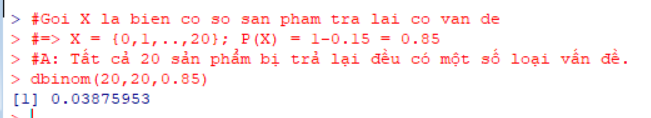 > #Goi X la bien co so san pham tra lai co van de
> #=> X = {0,1,..,20}; P(X) = 1-0.15 = 0.85
> #A: Tất cả 20 sản phẩm bị trả lại đều có một số loại vấn đề.
> dbinom(20,20,0.85)
[1] 0.03875953
>